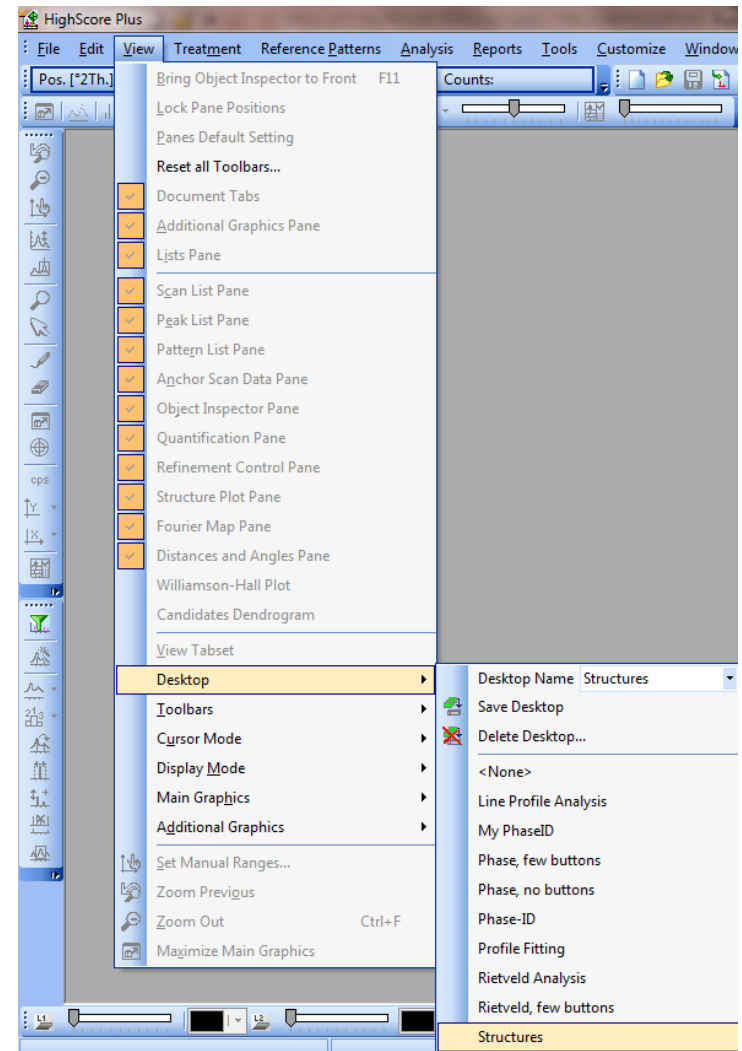 HighScore Plus
File Edit View Treatment Reference Patterns Analysis Reports Tools Customize Window
Pos. [°2Th.] Counts:
Bring Object Inspector to Front F11
Lock Pane Positions
Panes Default Setting
Reset all Toolbars...
Document Tabs
Additional Graphics Pane
Lists Pane
Scan List Pane
Peak List Pane
Pattern List Pane
Anchor Scan Data Pane
Object Inspector Pane
Quantification Pane
Refinement Control Pane
Structure Plot Pane
Fourier Map Pane
Distances and Angles Pane
Williamson-Hall Plot
Candidates Dendrogram
View Tabset
Desktop
Toolbars
Cursor Mode
Display Mode
Main Graphics
Additional Graphics
Set Manual Ranges...
Zoom Previous
Zoom Out Ctrl+F
Maximize Main Graphics
Desktop Name Structures
Save Desktop
Delete Desktop...
<None>
Line Profile Analysis
My PhaseID
Phase, few buttons
Phase, no buttons
Phase-ID
Profile Fitting
Rietveld Analysis
Rietveld, few buttons
Structures
cps
L1 L2